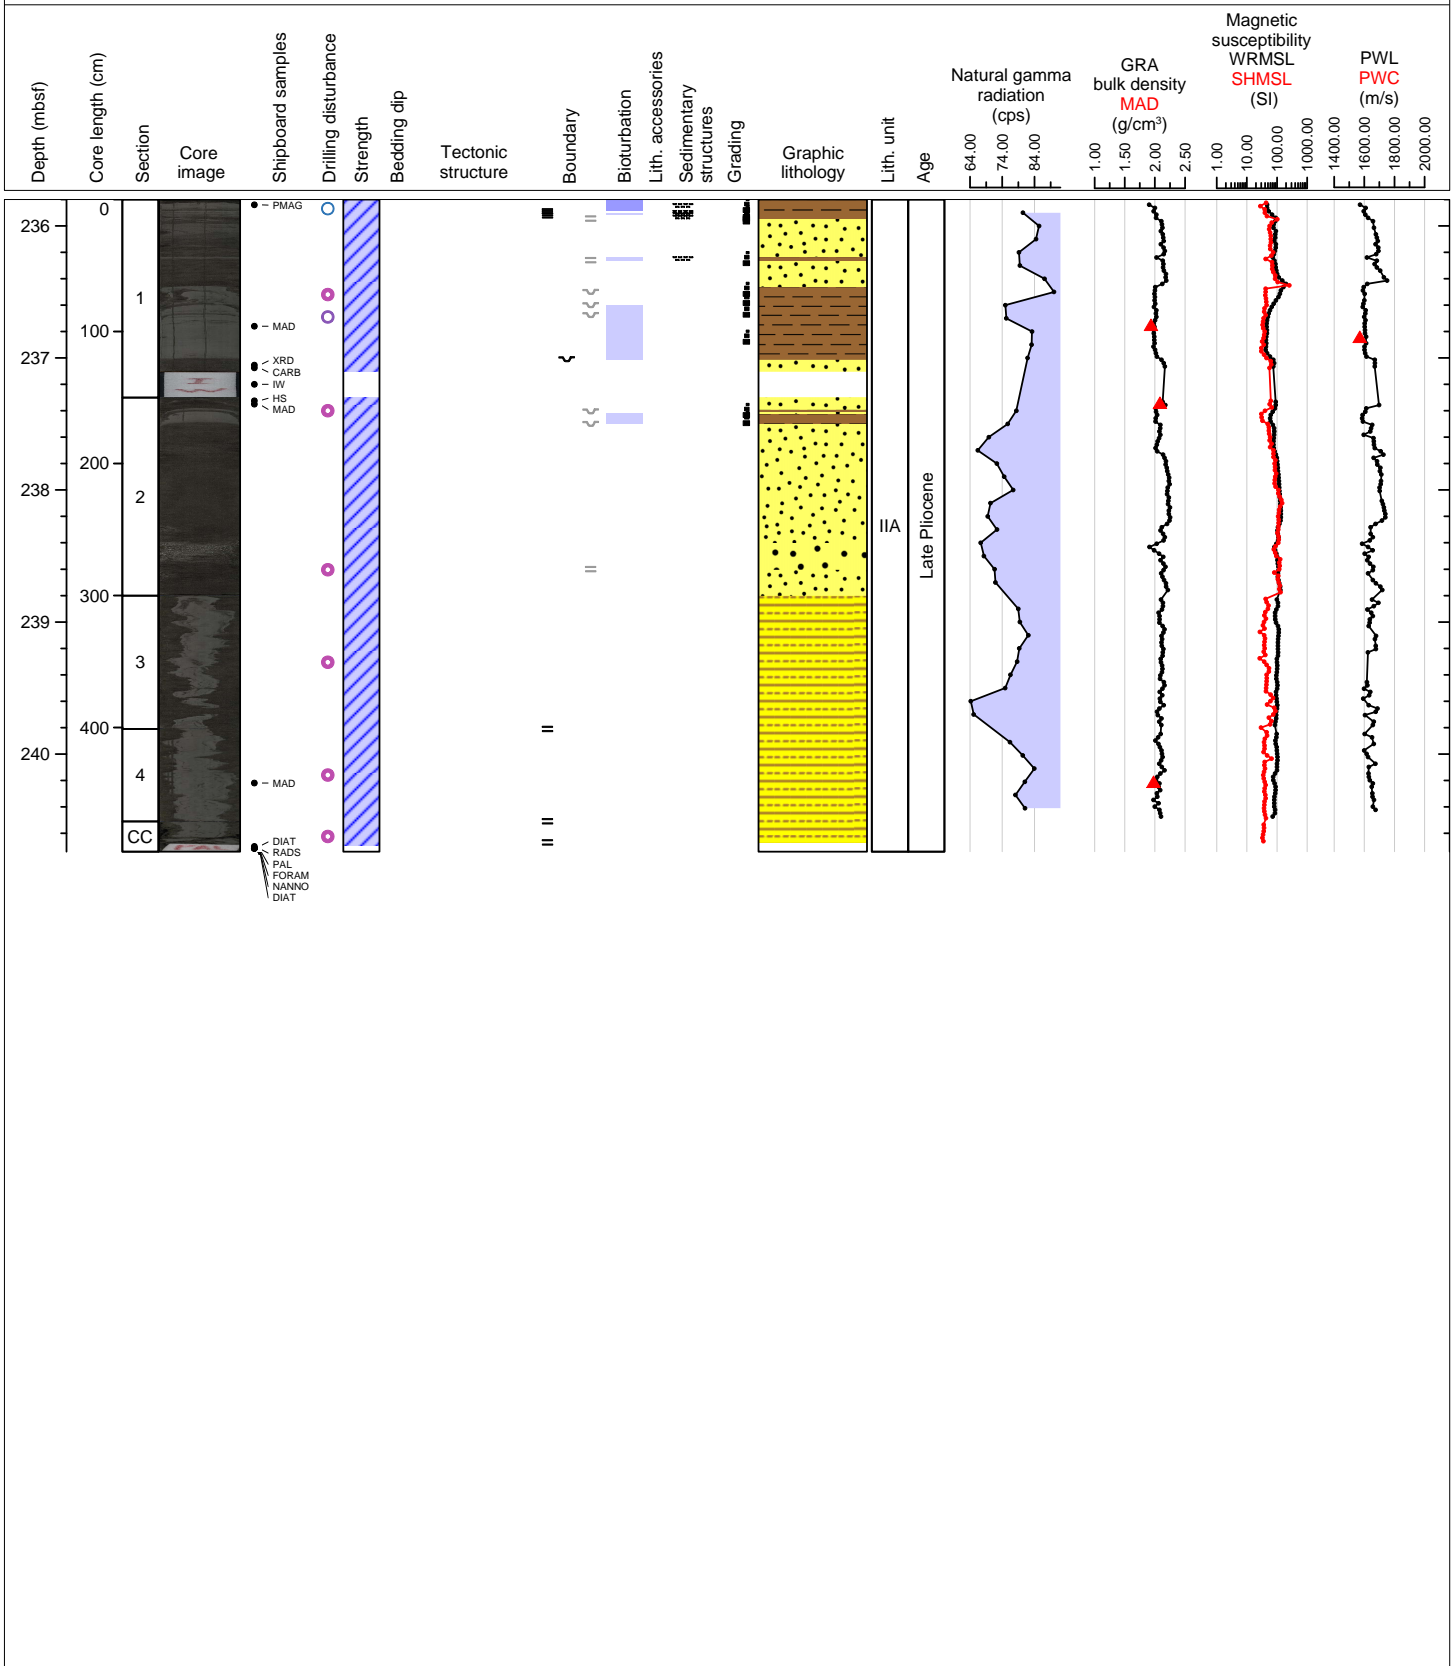 Depth (mbsf)
Core length (cm)
Section
Core
image
Shipboard samples
Drilling disturbance
Strength
Bedding dip
Tectonic
structure
Boundary
Bioturbation
Lith. accessories
Sedimentary
structures
Grading
Graphic
lithology
Lith. unit
Age
Natural gamma
radiation
(cps)
64.00
74.00
84.00
GRA
bulk density
MAD
(g/cm³)
1.00
1.50
2.00
2.50
Magnetic
susceptibility
WRMSL
SHMSL
(SI)
1.00
10.00
100.00
1000.00
PWL
PWC
(m/s)
1400.00
1600.00
1800.00
2000.00
236
237
238
239
240
0
100
200
300
400
1
2
3
4
CC
PMAG
MAD
XRD
CARB
IW
HS
MAD
MAD
DIAT
RADS
PAL
FORAM
NANNO
DIAT
IIA
Late Pliocene